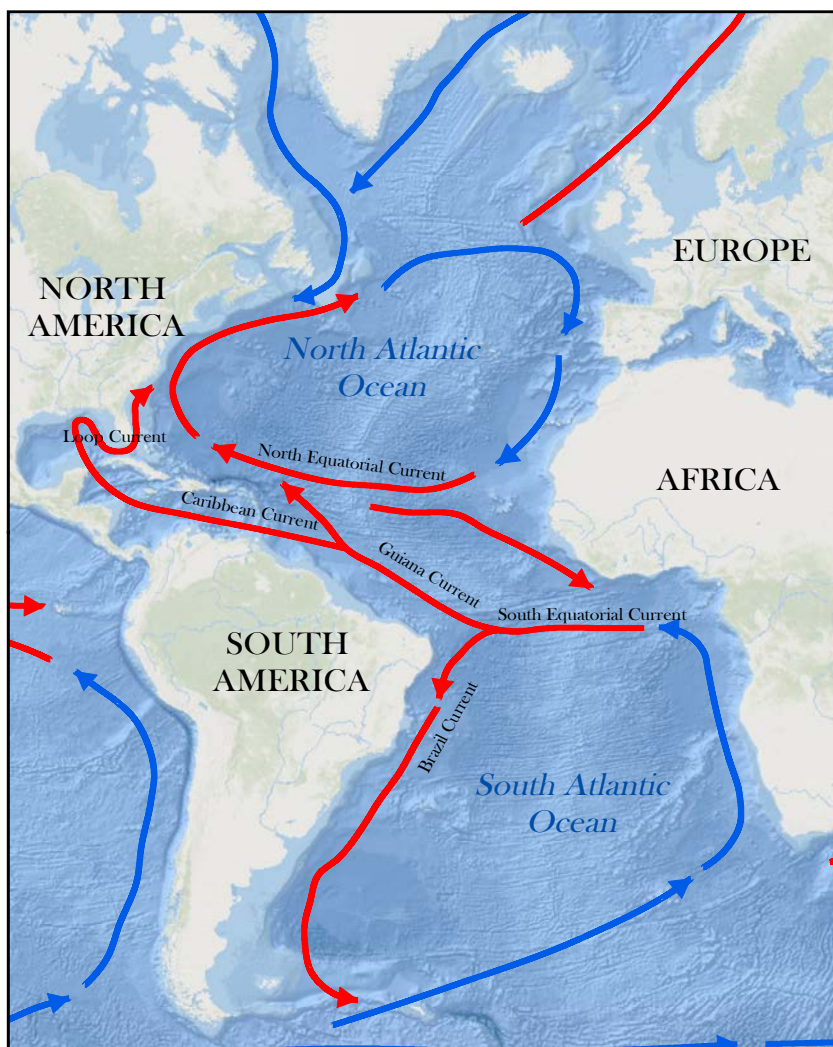 EUROPE
NORTH
AMERICA
North Atlantic
Ocean
Loop Current
North Equatorial Current
AFRICA
Caribbean Current
Guiana Current
South Equatorial Current
SOUTH
AMERICA
Brazil Current
South Atlantic
Ocean